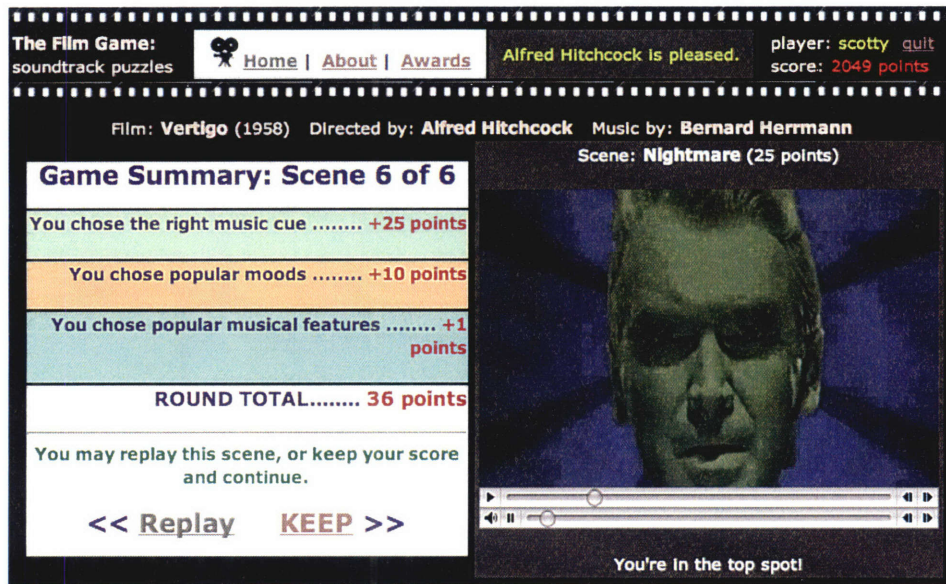 The Film Game:
soundtrack puzzles
Home | About | Awards
Alfred Hitchcock is pleased.
player: scotty quit
score: 2049 points
Film: Vertigo (1958) Directed by: Alfred Hitchcock Music by: Bernard Herrmann
Game Summary: Scene 6 of 6
You chose the right music cue ........ +25 points
You chose popular moods ........ +10 points
You chose popular musical features ........ +1
points
ROUND TOTAL........ 36 points
You may replay this scene, or keep your score
and continue.
<< Replay KEEP >>
Scene: Nightmare (25 points)
You're in the top spot!